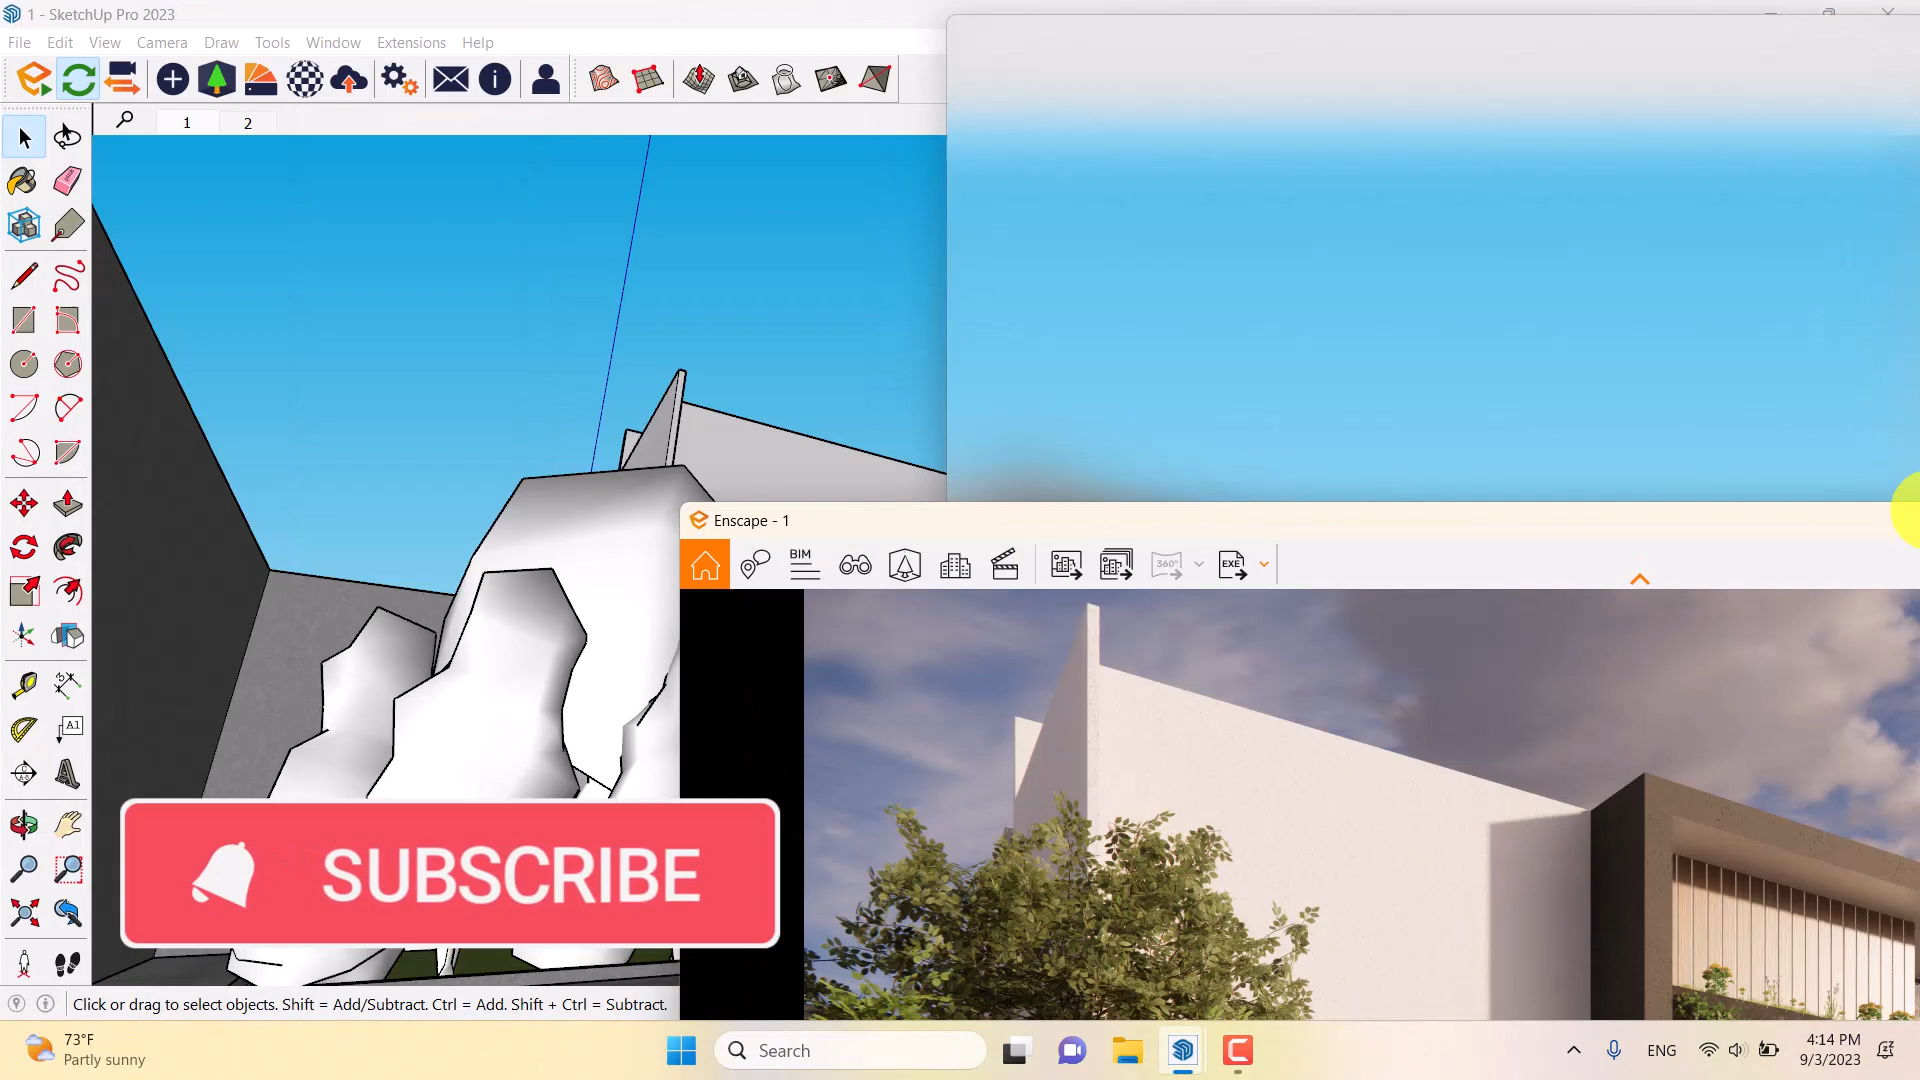 1 - SketchUp Pro 2023
File Edit View Camera Draw Tools Window Extensions Help
1 2
A1
Enscape - 1
BIM
360°
EXE
SUBSCRIBE
Click or drag to select objects. Shift = Add/Subtract. Ctrl = Add. Shift + Ctrl = Subtract.
73°F
Partly sunny
Search
ENG
4:14 PM
9/3/2023